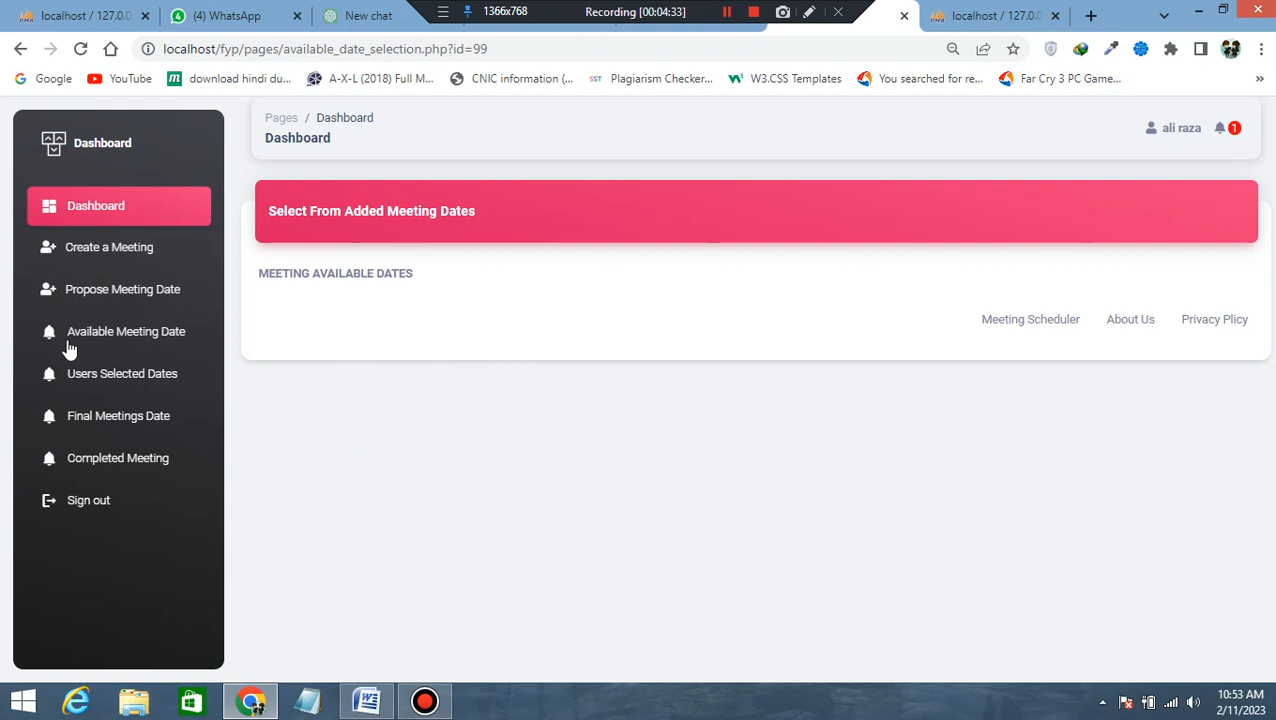 localhost / 127.0.0
(4) WhatsApp
New chat
1366x768
Recording [00:04:33]
localhost / 127.0.0
localhost/fyp/pages/available_date_selection.php?id=99
Google
YouTube
download hindi du...
A-X-L (2018) Full M...
CNIC information (...
SST
Plagiarism Checker...
W3.CSS Templates
You searched for re...
Far Cry 3 PC Game...
»
Dashboard
Pages / Dashboard
Dashboard
ali raza
1
Dashboard
Create a Meeting
Propose Meeting Date
Available Meeting Date
Users Selected Dates
Final Meetings Date
Completed Meeting
Sign out
Select From Added Meeting Dates
MEETING AVAILABLE DATES
Meeting Scheduler
About Us
Privacy Plicy
10:53 AM
2/11/2023